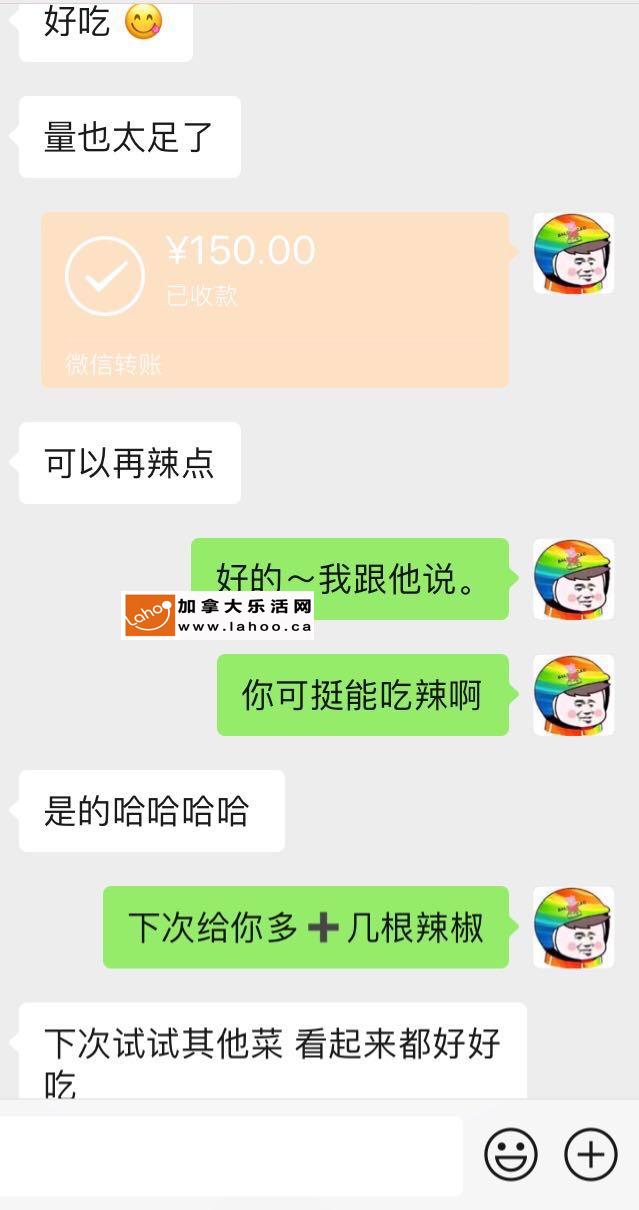 好吃 😋
量也太足了
¥150.00
已收款
微信转账
可以再辣点
好的～我跟他说。
Lahoo
加拿大乐活网
www.lahoo.ca
你可挺能吃辣啊
是的哈哈哈哈
下次给你多➕几根辣椒
下次试试其他菜 看起来都好好
吃